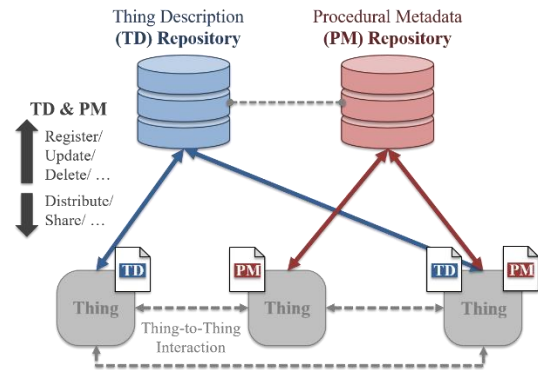 Thing Description
(TD) Repository
Procedural Metadata
(PM) Repository
TD & PM
Register/
Update/
Delete/ …
Distribute/
Share/ …
TD
PM
TD
PM
Thing
Thing
Thing
Thing-to-Thing
Interaction